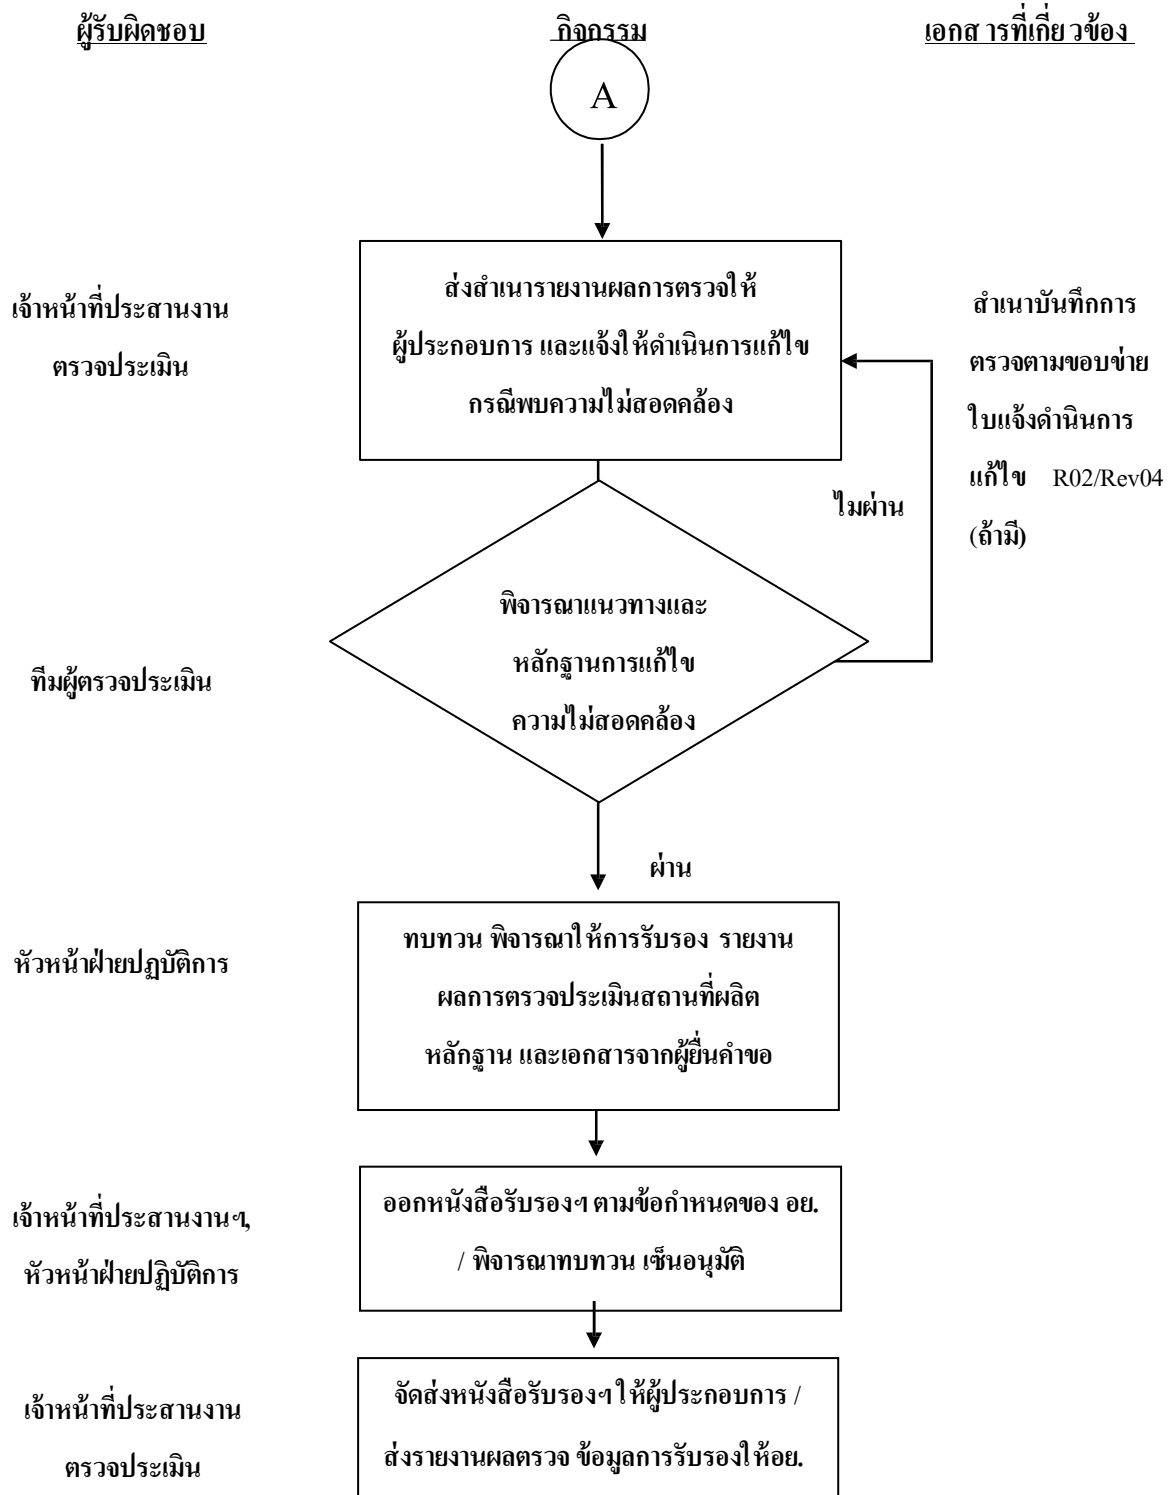 ผู้รับผิดชอบ
กิจกรรม
เอกสารที่เกี่ยวข้อง
A
เจ้าหน้าที่ประสานงาน
ตรวจประเมิน
ส่งสำเนารายงานผลการตรวจให้
ผู้ประกอบการ และแจ้งให้ดำเนินการแก้ไข
กรณีพบความไม่สอดคล้อง
สำเนาบันทึกการ
ตรวจตามขอบข่าย
ใบแจ้งดำนินการ
แก้ไข R02/Rev04
(ถ้ามี)
ไมผ่าน
ทีมผู้ตรวจประเมิน
พิจารณาแนวทางและ
หลักฐานการแก้ไข
ความไม่สอดคล้อง
ผ่าน
หัวหน้าฝ่ายปฏบัติการ
ทบทวน พิจารณาให้การรับรอง รายงาน
ผลการตรวจประเมินสถานที่ผลิต
หลักฐาน และเอกสารจากผู้ยื่นคำขอ
เจ้าหน้าที่ประสานงานฯ,
หัวหน้าฝ่ายปฏิบัติการ
ออกหนังสือรับรองฯ ตามข้อกำหนดของ อย.
/ พิจารณาทบทวน เซ็นอนุมัติ
เจ้าหน้าที่ประสานงาน
ตรวจประเมิน
จัดส่งหนังสือรับรองฯ ให้ผู้ประกอบการ /
ส่งรายงานผลตรวจ ข้อมูลการรับรองให้อย.